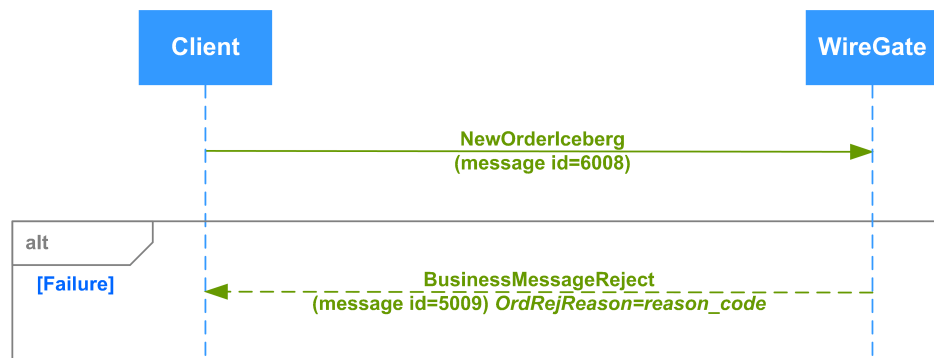 Client
WireGate
NewOrderIceberg
(message id=6008)
alt
[Failure]
BusinessMessageReject
(message id=5009) OrdRejReason=reason_code